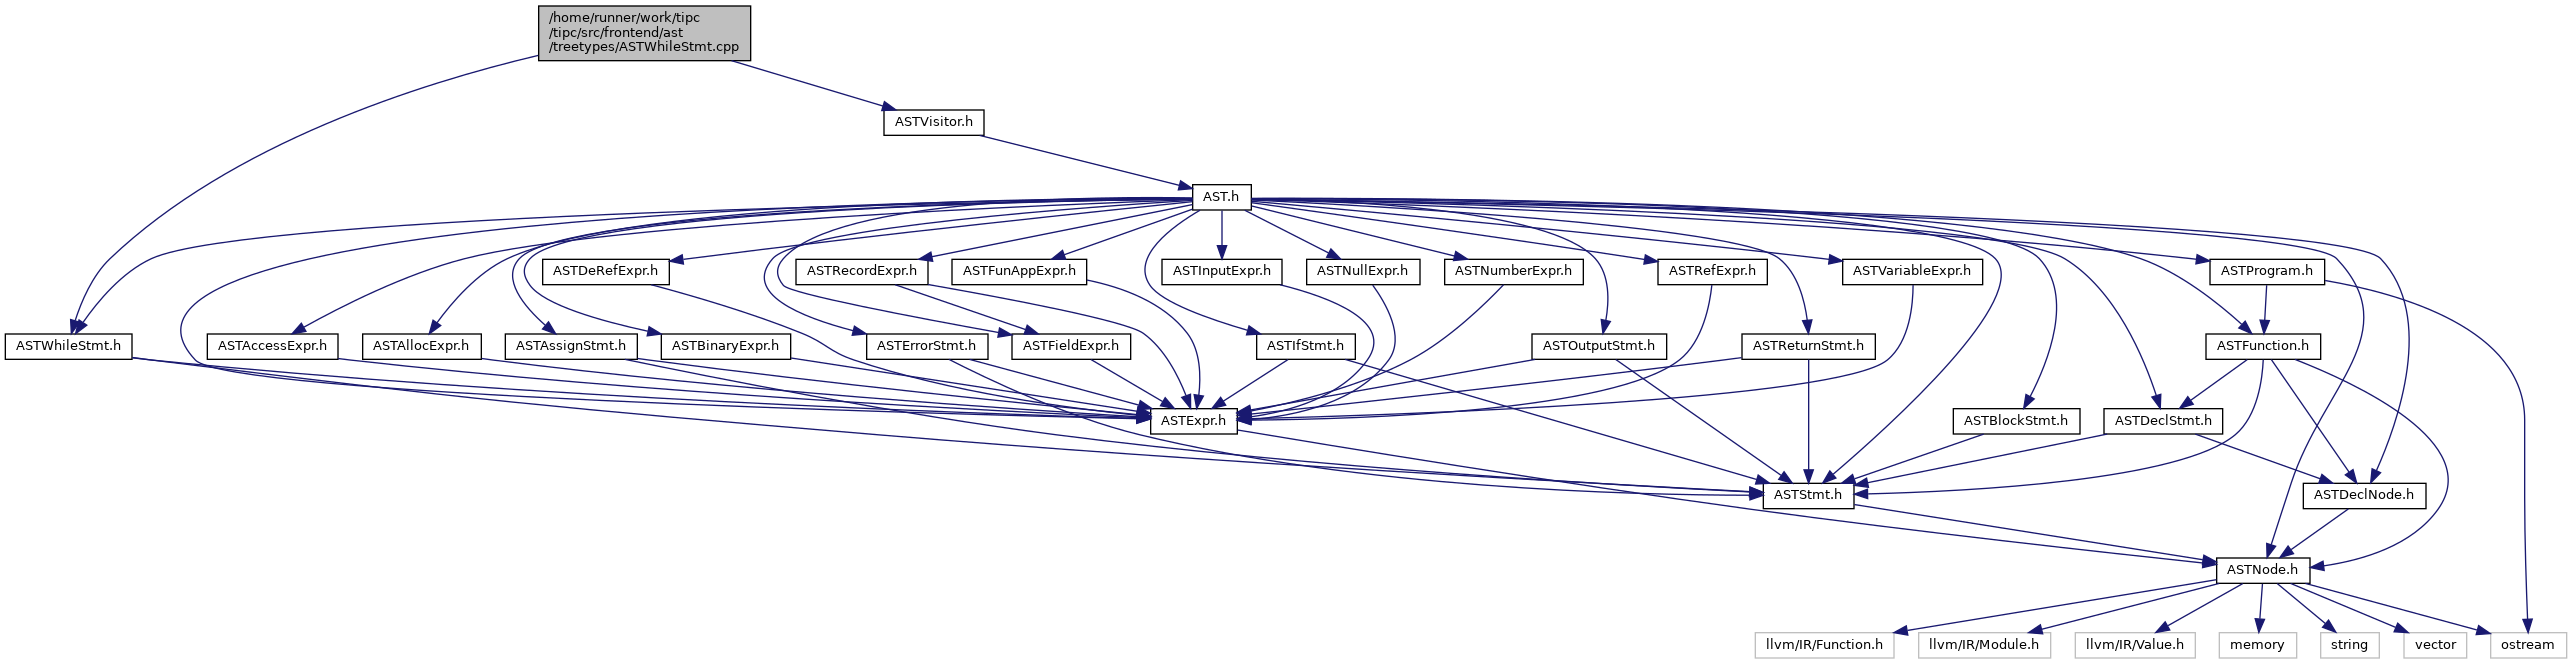 /home/runner/work/tipc
/tipc/src/frontend/ast
/treetypes/ASTWhileStmt.cpp
ASTVisitor.h
AST.h
ASTDeRefExpr.h
ASTRecordExpr.h
ASTFunAppExpr.h
ASTInputExpr.h
ASTNullExpr.h
ASTNumberExpr.h
ASTRefExpr.h
ASTVariableExpr.h
ASTProgram.h
ASTWhileStmt.h
ASTAccessExpr.h
ASTAllocExpr.h
ASTAssignStmt.h
ASTBinaryExpr.h
ASTErrorStmt.h
ASTFieldExpr.h
ASTIfStmt.h
ASTOutputStmt.h
ASTReturnStmt.h
ASTFunction.h
ASTExpr.h
ASTBlockStmt.h
ASTDeclStmt.h
ASTStmt.h
ASTDeclNode.h
ASTNode.h
llvm/IR/Function.h
llvm/IR/Module.h
llvm/IR/Value.h
memory
string
vector
ostream